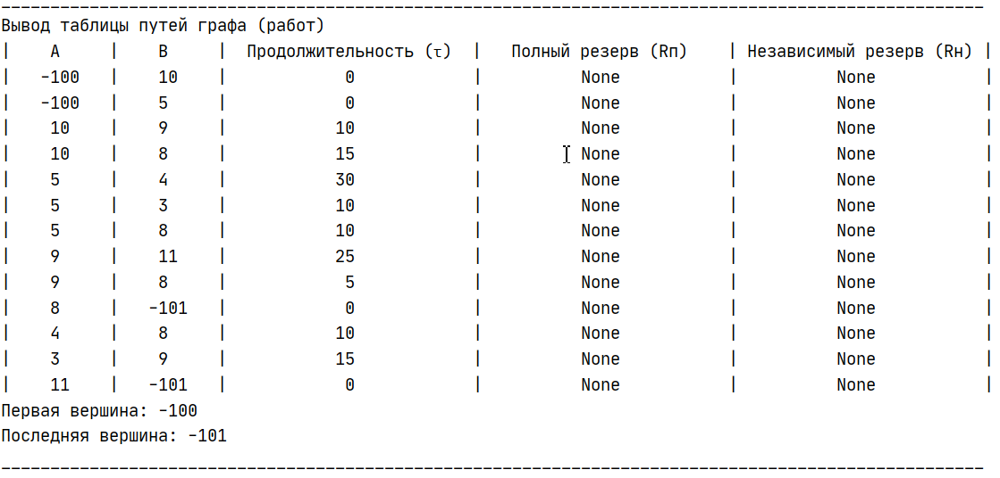 Вывод таблицы путей графа (работ)
| A | B | Продолжительность (τ) | Полный резерв (Rп) | Независимый резерв (Rн) |
| -100 | 10 | 0 | None | None |
| -100 | 5 | 0 | None | None |
| 10 | 9 | 10 | None | None |
| 10 | 8 | 15 | None | None |
| 5 | 4 | 30 | None | None |
| 5 | 3 | 10 | None | None |
| 5 | 8 | 10 | None | None |
| 9 | 11 | 25 | None | None |
| 9 | 8 | 5 | None | None |
| 8 | -101 | 0 | None | None |
| 4 | 8 | 10 | None | None |
| 3 | 9 | 15 | None | None |
| 11 | -101 | 0 | None | None |
Первая вершина: -100
Последняя вершина: -101